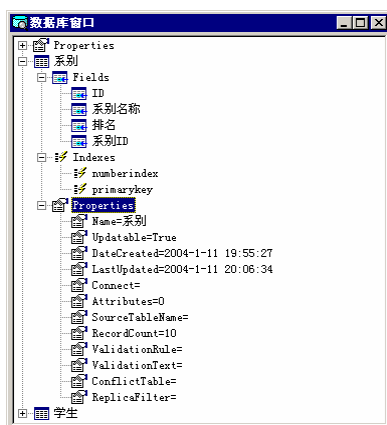 数据库窗口
Properties
系别
Fields
ID
系别名称
排名
系别ID
Indexes
numberindex
primarykey
Properties
Name=系别
Updatable=True
DateCreated=2004-1-11 19:55:27
LastUpdated=2004-1-11 20:06:34
Connect=
Attributes=0
SourceTableName=
RecordCount=10
ValidationRule=
ValidationText=
ConflictTable=
ReplicaFilter=
学生